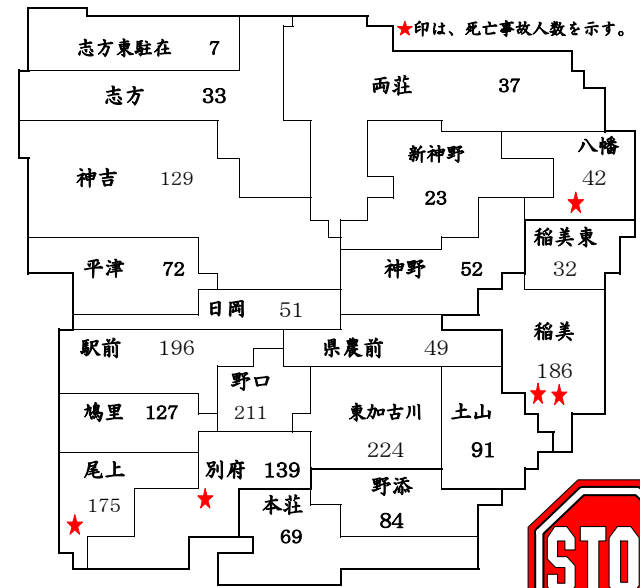 ★印は、死亡事故人数を示す。
志方東駐在 7
志方 33
両荘 37
八幡
42
★
新神野
23
神吉 129
稲美東
32
平津 72
神野 52
日岡 51
稲美
186
★★
駅前 196
県農前 49
野口
211
鳩里 127
東加古川
224
土山
91
尾上
175
★
別府 139
★
野添
84
本荘
69
STO